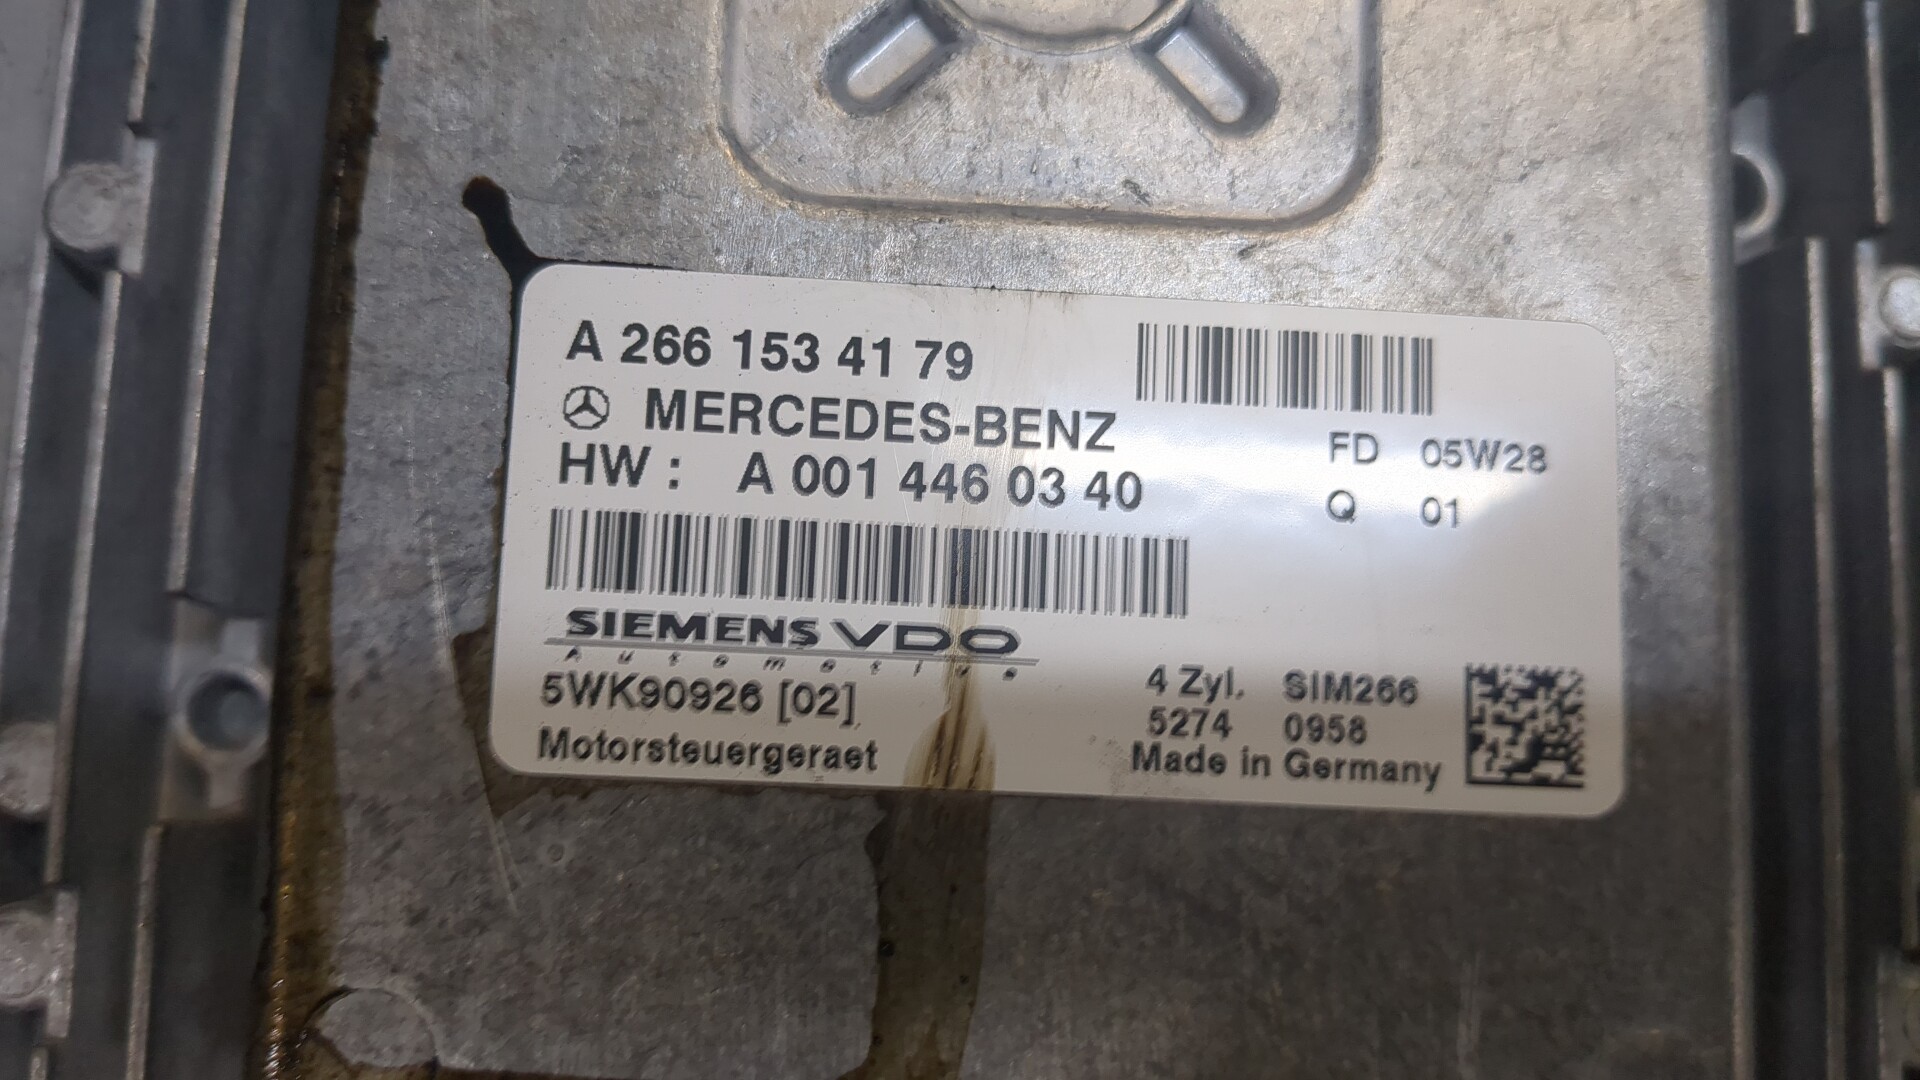 A 266 153 41 79
MERCEDES-BENZ
HW : A 001 446 03 40
FD 05W28
Q 01
SIEMENS VDO
Automotive
5WK90926 [02]
Motorsteuergeraet
4 Zyl. SIM266
5274 0958
Made in Germany